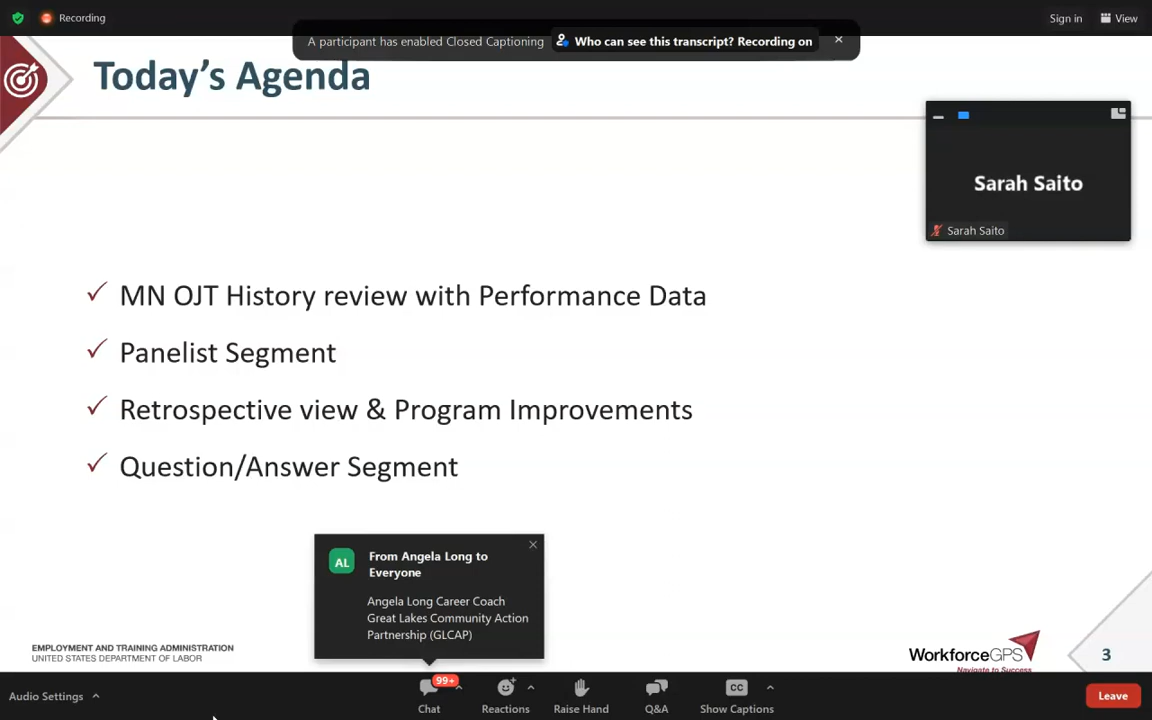 Recording
Sign in
View
A participant has enabled Closed Captioning
Who can see this transcript? Recording on
Today's Agenda
Sarah Saito
Sarah Saito
MN OJT History review with Performance Data
Panelist Segment
Retrospective view & Program Improvements
Question/Answer Segment
AL
From Angela Long to
Everyone
Angela Long Career Coach
Great Lakes Community Action
Partnership (GLCAP)
EMPLOYMENT AND TRAINING ADMINISTRATION
UNITED STATES DEPARTMENT OF LABOR
WorkforceGPS
Navigate to Success
3
Audio Settings
99+
Chat
Reactions
Raise Hand
Q&A
CC
Show Captions
Leave